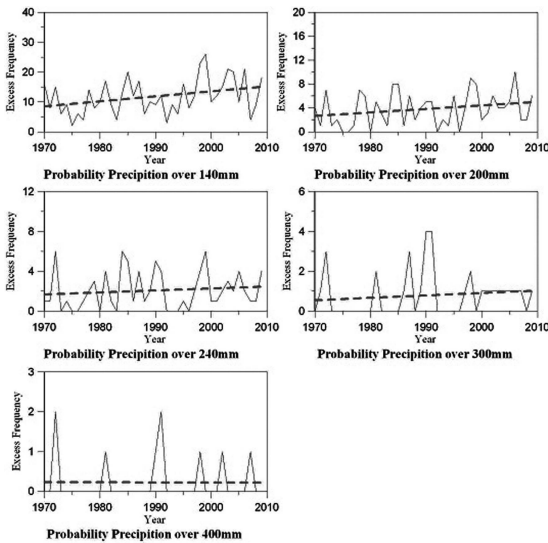 40
30
20
10
0
Excess Frequency
1970 1980 1990 2000 2010
Year
Probability Precipition over 140mm
20
16
12
8
4
0
Excess Frequency
1970 1980 1990 2000 2010
Year
Probability Precipition over 200mm
12
8
4
0
Excess Frequency
1970 1980 1990 2000 2010
Year
Probability Precipition over 240mm
6
4
2
0
Excess Frequency
1970 1980 1990 2000 2010
Year
Probability Precipition over 300mm
3
2
1
0
Excess Frequency
1970 1980 1990 2000 2010
Year
Probability Precipition over 400mm